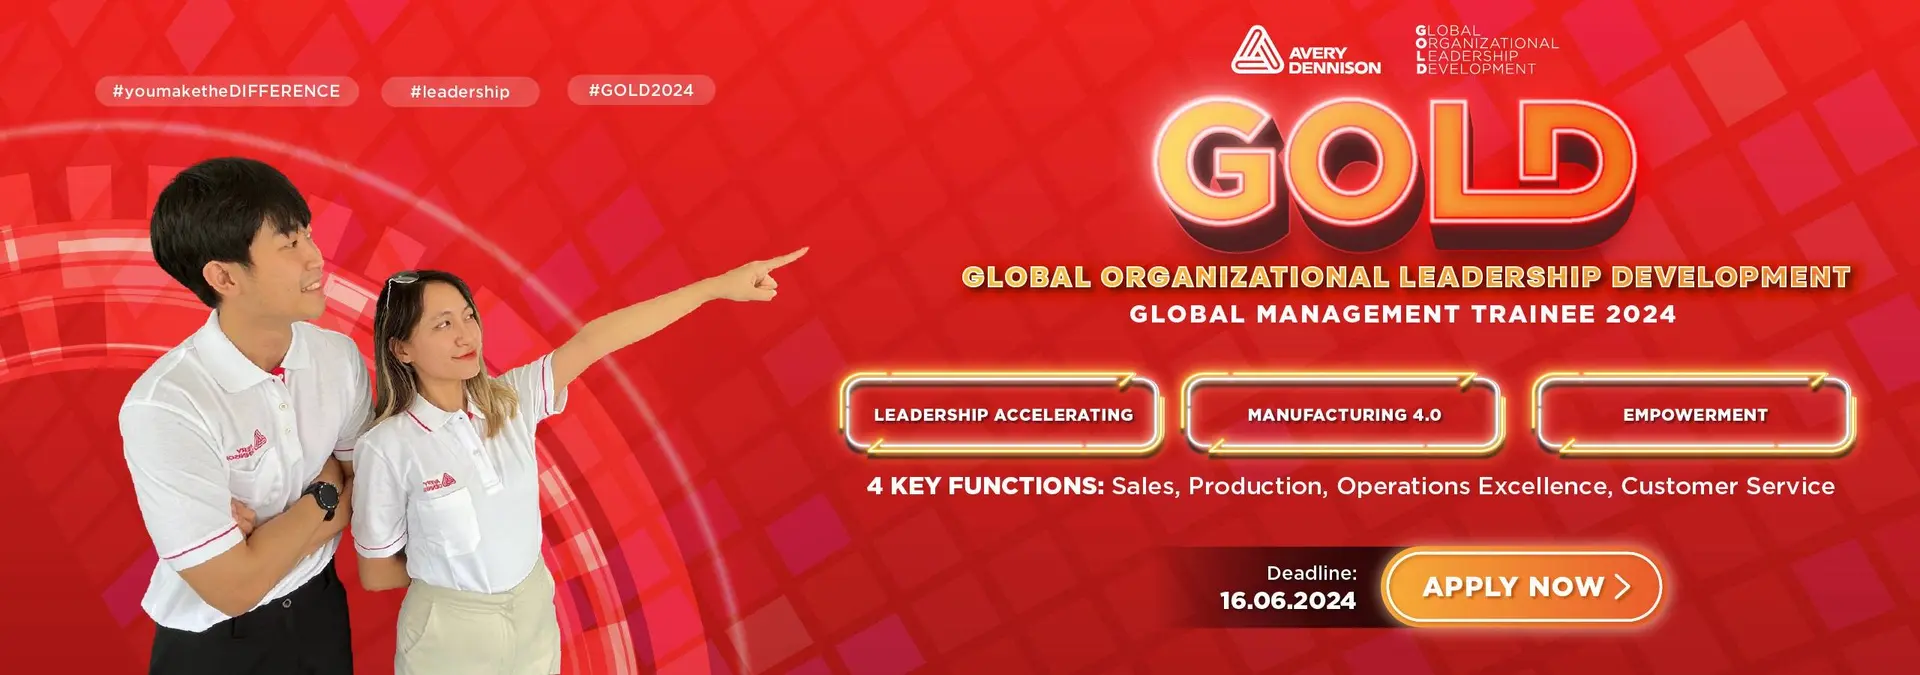 #youmaketheDIFFERENCE
#leadership
#GOLD2024
AVERY
DENNISON
GLOBAL
ORGANIZATIONAL
LEADERSHIP
DEVELOPMENT
GOLD
GLOBAL ORGANIZATIONAL LEADERSHIP DEVELOPMENT
GLOBAL MANAGEMENT TRAINEE 2024
LEADERSHIP ACCELERATING
MANUFACTURING 4.0
EMPOWERMENT
4 KEY FUNCTIONS: Sales, Production, Operations Excellence, Customer Service
Deadline:
16.06.2024
APPLY NOW